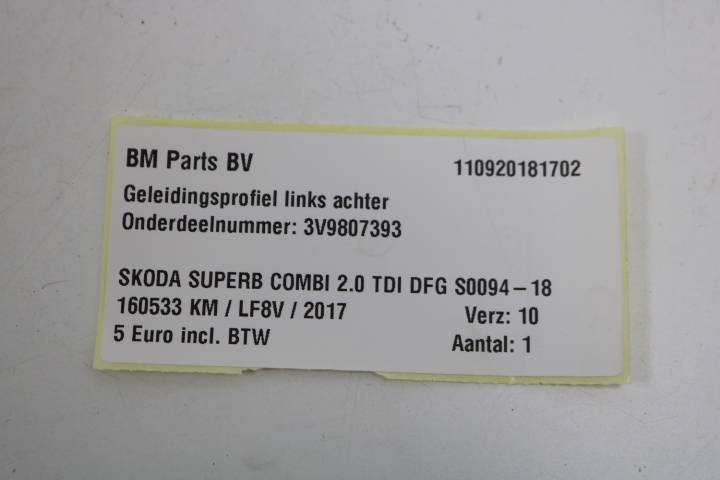 BM Parts BV 110920181702
Geleidingsprofiel links achter
Onderdeelnummer: 3V9807393
SKODA SUPERB COMBI 2.0 TDI DFG S0094-18
160533 KM / LF8V / 2017 Verz: 10
5 Euro incl. BTW Aantal: 1